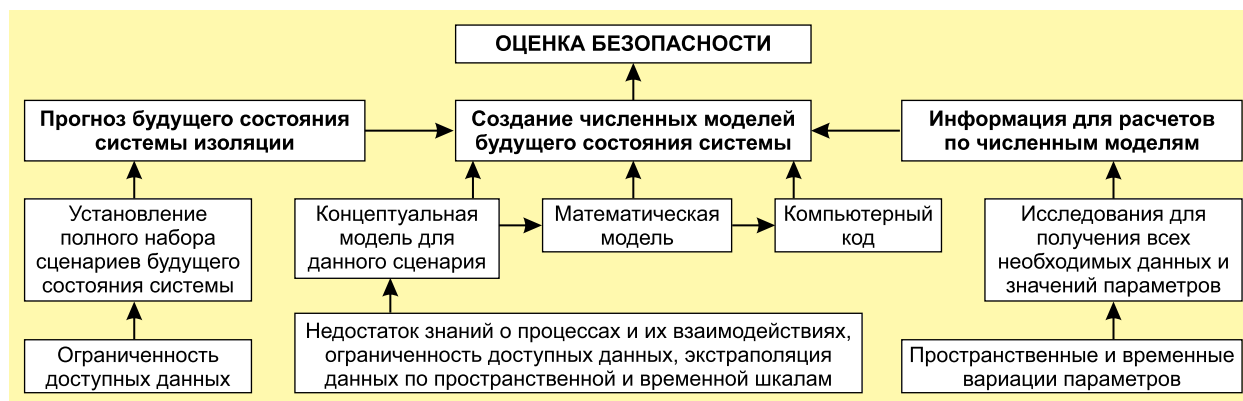 ОЦЕНКА БЕЗОПАСНОСТИ
Прогноз будущего состояния
системы изоляции
Создание численных моделей
будущего состояния системы
Информация для расчетов
по численным моделям
Установление
полного набора
сценариев будущего
состояния системы
Концептуальная
модель для
данного сценария
Математическая
модель
Компьютерный
код
Исследования для
получения всех
необходимых данных и
значений параметров
Ограниченность
доступных данных
Недостаток знаний о процессах и их взаимодействиях,
ограниченность доступных данных, экстраполяция
данных по пространственной и временной шкалам
Пространственные и временные
вариации параметров